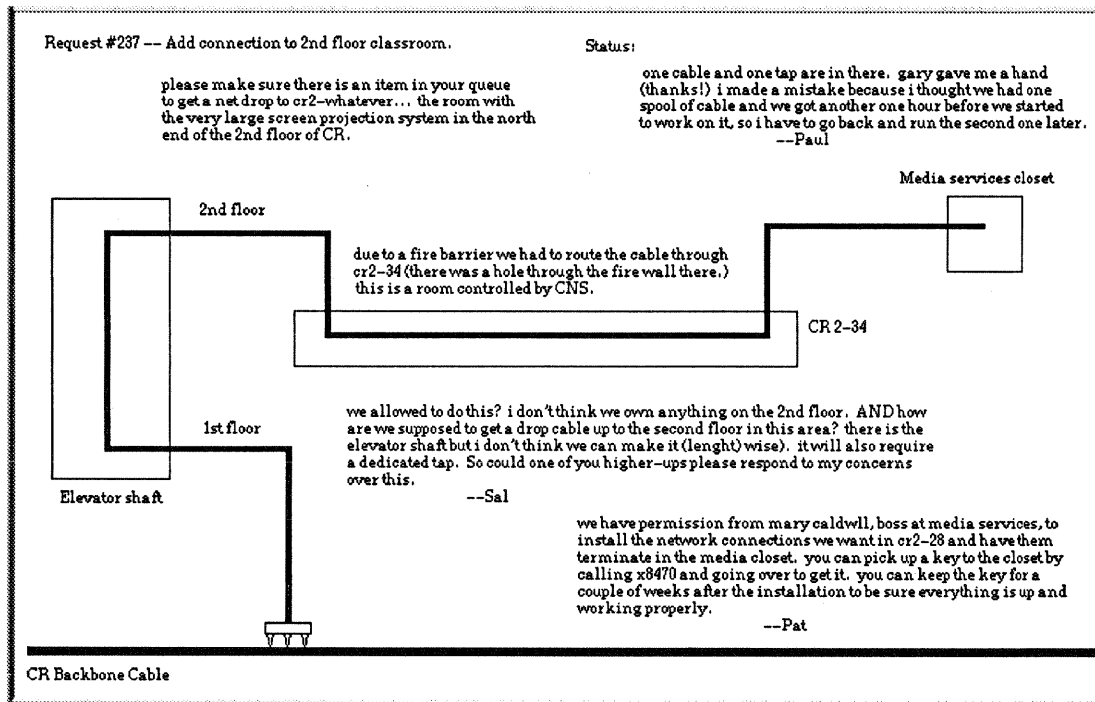 Request #237 -- Add connection to 2nd floor classroom.
please make sure there is an item in your queue
to get a net drop to cr2-whatever... the room with
the very large screen projection system in the north
end of the 2nd floor of CR.
Status:
one cable and one tap are in there. gary gave me a hand
(thanks!) i made a mistake because i thought we had one
spool of cable and we got another one hour before we started
to work on it, so i have to go back and run the second one later.
--Paul
Media services closet
2nd floor
due to a fire barrier we had to route the cable through
cr2-34 (there was a hole through the fire wall there.)
this is a room controlled by CNS.
CR 2-34
1st floor
we allowed to do this? i don't think we own anything on the 2nd floor. AND how
are we supposed to get a drop cable up to the second floor in this area? there is the
elevator shaft but i don't think we can make it (lenght) wise). it will also require
a dedicated tap. So could one of you higher-ups please respond to my concerns
over this.
--Sal
Elevator shaft
we have permission from mary caldwll, boss at media services, to
install the network connections we want in cr2-28 and have them
terminate in the media closet. you can pick up a key to the closet by
calling x8470 and going over to get it. you can keep the key for a
couple of weeks after the installation to be sure everything is up and
working properly.
--Pat
CR Backbone Cable